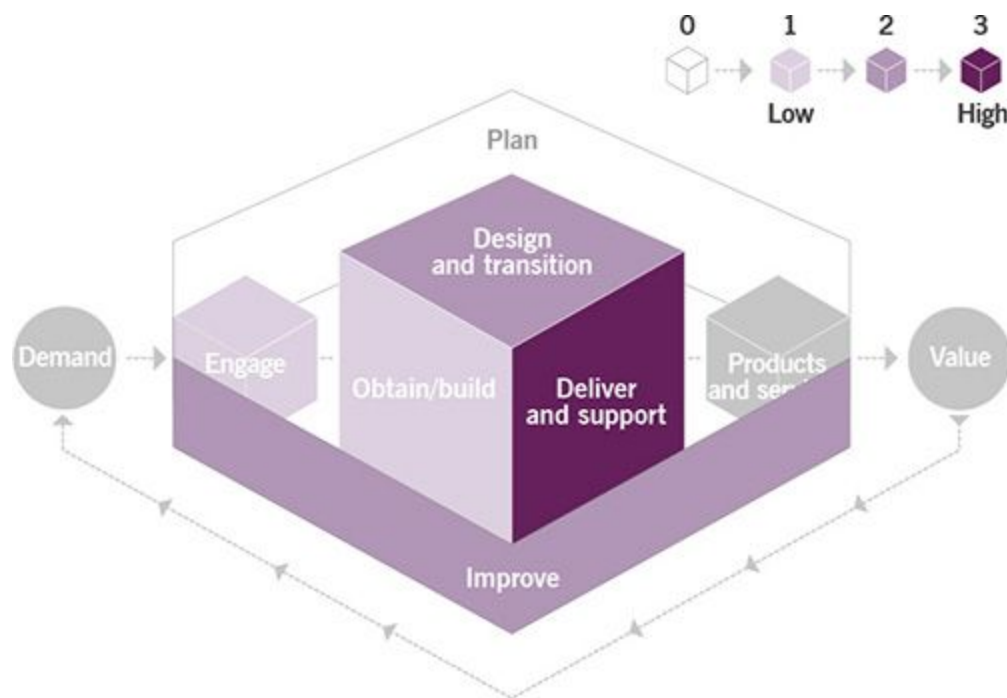 0 1 2 3
Low High
Plan
Design
and transition
Demand
Engage
Obtain/build
Deliver
and support
Products
and
Value
Improve